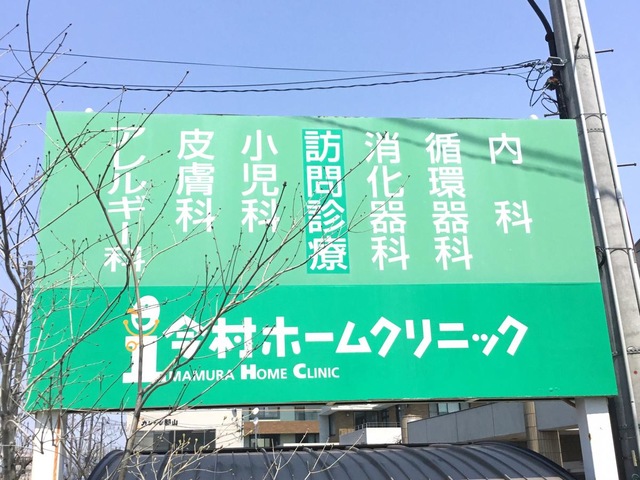 内科
循環器科
消化器科
訪問診療
小児科
皮膚科
アレルギー科
今村ホームクリニック
IMAMURA HOME CLINIC